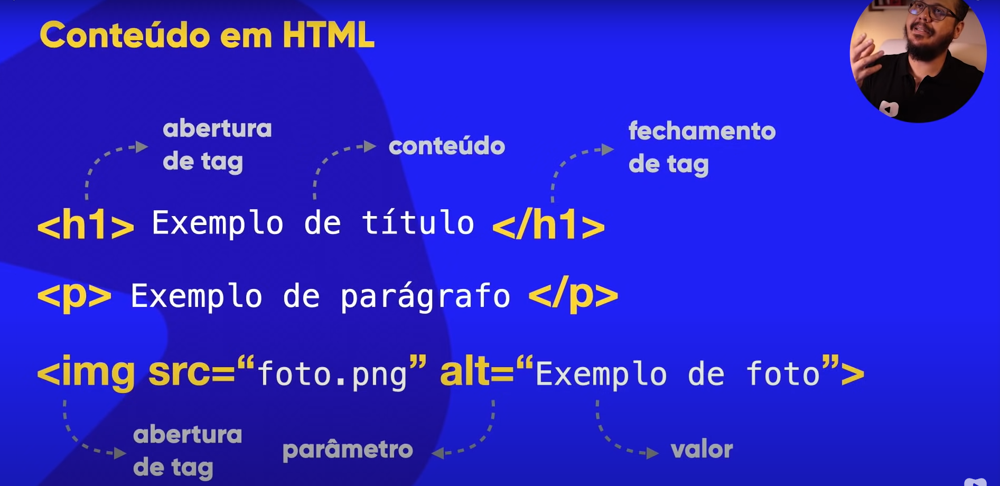 Conteúdo em HTML
abertura
de tag
conteúdo
fechamento
de tag
<h1> Exemplo de título </h1>
<p> Exemplo de parágrafo </p>
<img src=“foto.png” alt=“Exemplo de foto”>
abertura
de tag
parâmetro
valor